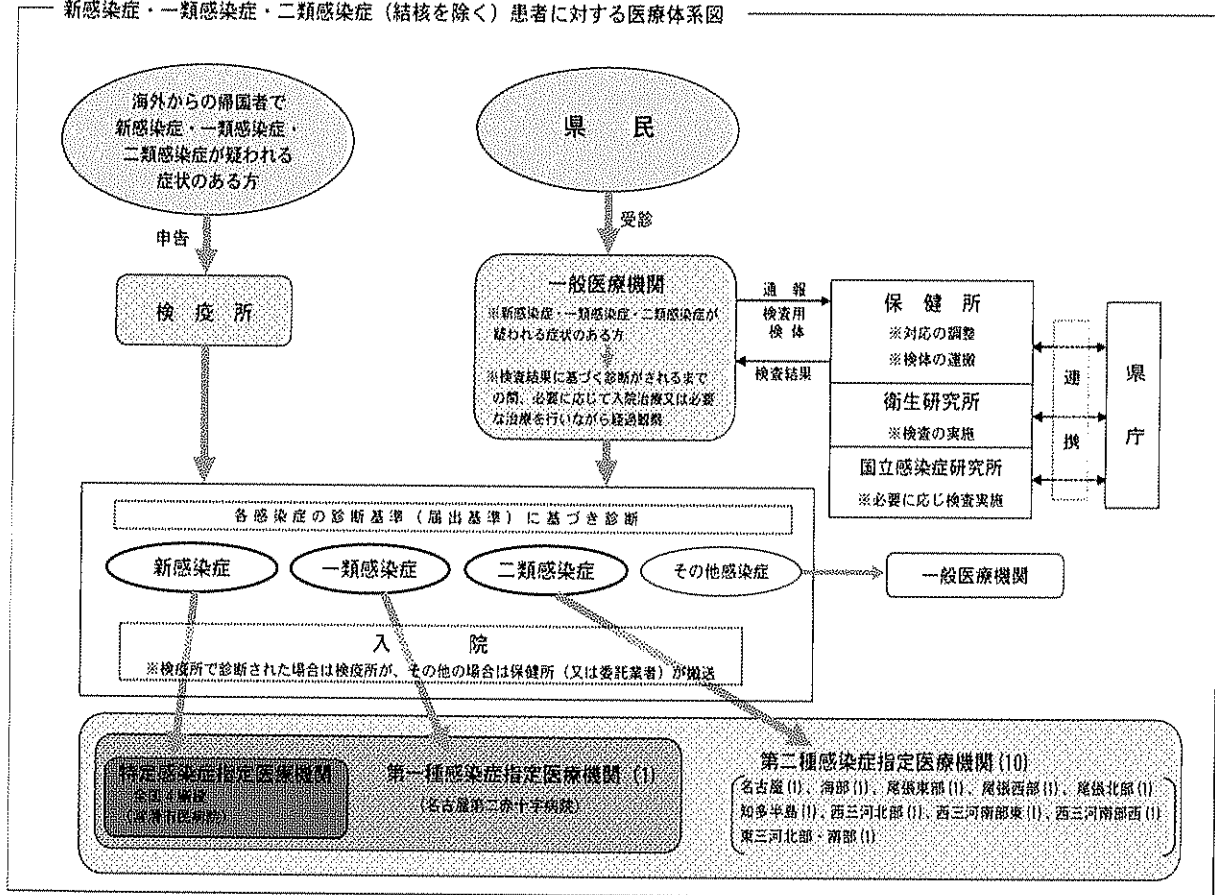 新感染症・一類感染症・二類感染症（結核を除く）患者に対する医療体系図
海外からの帰国者で
新感染症・一類感染症・
二類感染症が疑われる
症状のある方
県　民
申告
受診
検疫所
一般医療機関
※新感染症・一類感染症・二類感染症が
疑われる症状のある方
※検査結果に基づく診断がされるまで
の間、必要に応じて入院治療又は必要
な治療を行いながら経過観察
通報
検査用
検体
検査結果
保健所
※対応の調整
※検体の運搬
衛生研究所
※検査の実施
国立感染症研究所
※必要に応じ検査実施
連携
県庁
各感染症の診断基準（届出基準）に基づき診断
新感染症
一類感染症
二類感染症
その他感染症
一般医療機関
入　院
※検疫所で診断された場合は検疫所が、その他の場合は保健所（又は委託業者）が搬送
特定感染症指定医療機関
第一種感染症指定医療機関(1)
(名古屋第二赤十字病院)
第二種感染症指定医療機関(10)
名古屋(1)、海部(1)、尾張東部(1)、尾張西部(1)、尾張北部(1)
知多半島(1)、西三河北部(1)、西三河南部東(1)、西三河南部西(1)
東三河北部・南部(1)